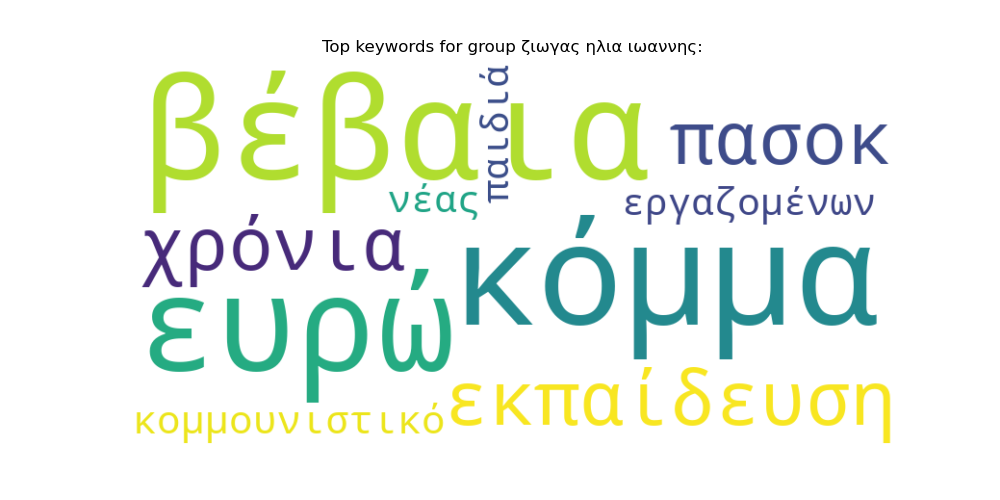 Top keywords for group ζιωγας ηλια ιωαννης:
βέβαια
παιδιά
πασοκ
νέας
εργαζομένων
χρόνια
κόμμα
ευρώ
εκπαίδευση
κομμουνιστικό